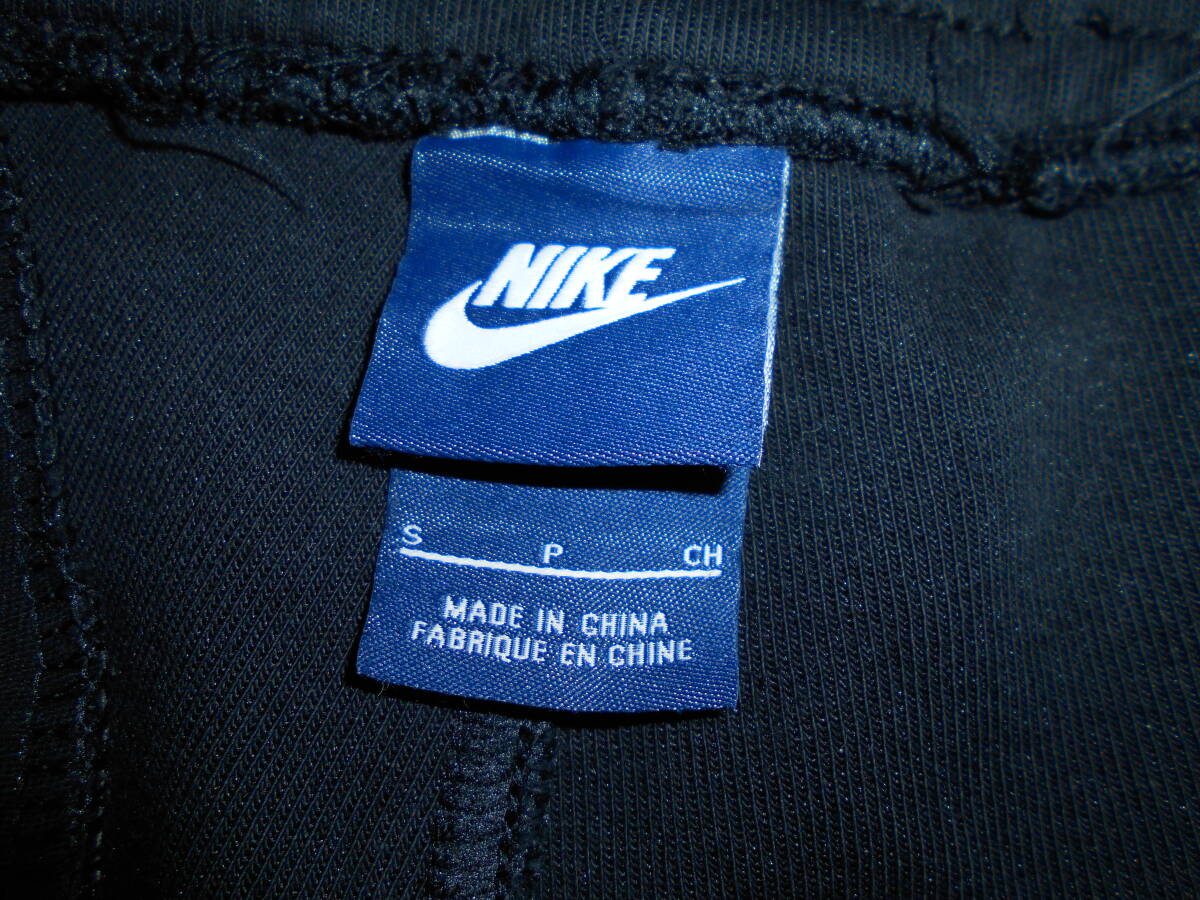 NIKE
S P CH
MADE IN CHINA
FABRIQUE EN CHINE